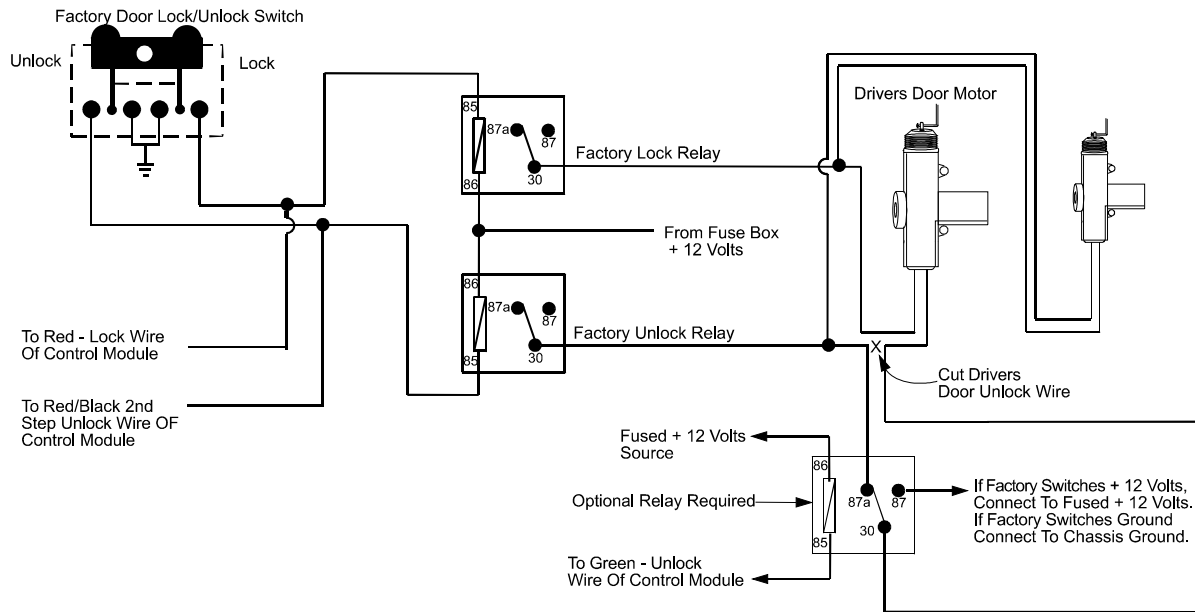 Factory Door Lock/Unlock Switch
Unlock
Lock
85
87a
87
30
86
Factory Lock Relay
Drivers Door Motor
From Fuse Box
+ 12 Volts
86
87a
87
30
85
Factory Unlock Relay
To Red - Lock Wire
Of Control Module
To Red/Black 2nd
Step Unlock Wire OF
Control Module
X
Cut Drivers
Door Unlock Wire
Fused + 12 Volts
Source
Optional Relay Required
86
87a
87
30
85
If Factory Switches + 12 Volts,
Connect To Fused + 12 Volts.
If Factory Switches Ground
Connect To Chassis Ground.
To Green - Unlock
Wire Of Control Module